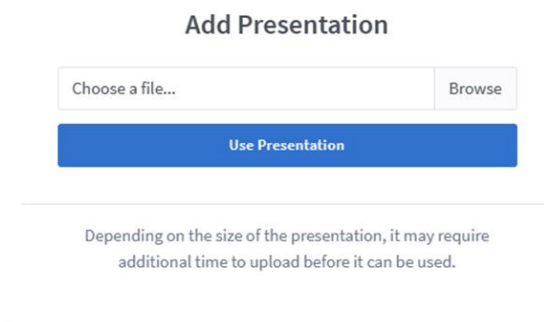 Add Presentation
Choose a file...
Browse
Use Presentation
Depending on the size of the presentation, it may require
additional time to upload before it can be used.